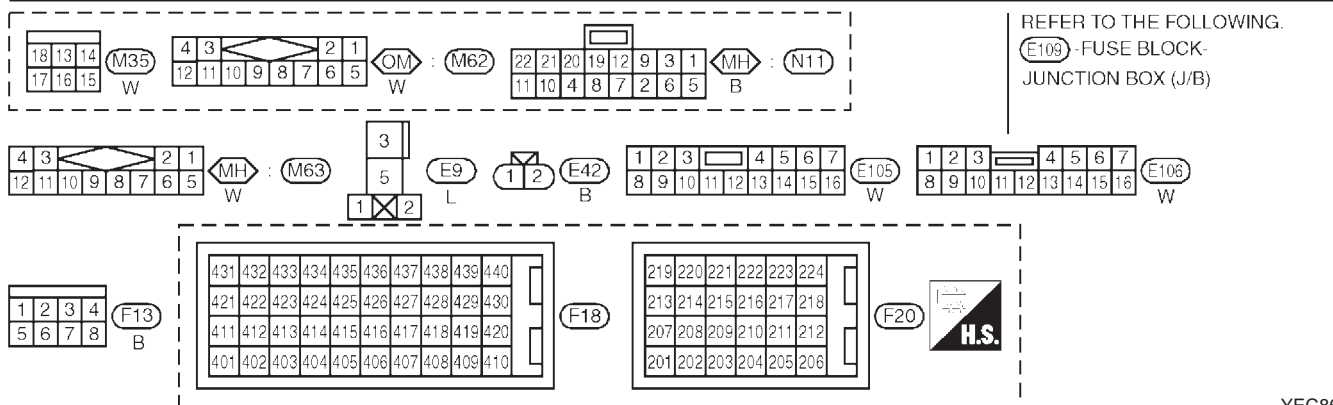 REFER TO THE FOLLOWING.
E109 -FUSE BLOCK-
JUNCTION BOX (J/B)
18 13 14
17 16 15
M35
W
4 3 2 1
12 11 10 9 8 7 6 5
OM : M62
W
22 21 20 19 12 9 3 1
11 10 4 8 7 2 6 5
MH : N11
B
4 3 2 1
12 11 10 9 8 7 6 5
MH : M63
W
3
5
1 2
E9
L
1 2
E42
B
1 2 3 4 5 6 7
8 9 10 11 12 13 14 15 16
E105
W
1 2 3 4 5 6 7
8 9 10 11 12 13 14 15 16
E106
W
1 2 3 4
5 6 7 8
F13
B
431 432 433 434 435 436 437 438 439 440
421 422 423 424 425 426 427 428 429 430
411 412 413 414 415 416 417 418 419 420
401 402 403 404 405 406 407 408 409 410
F18
219 220 221 222 223 224
213 214 215 216 217 218
207 208 209 210 211 212
201 202 203 204 205 206
F20
H.S.